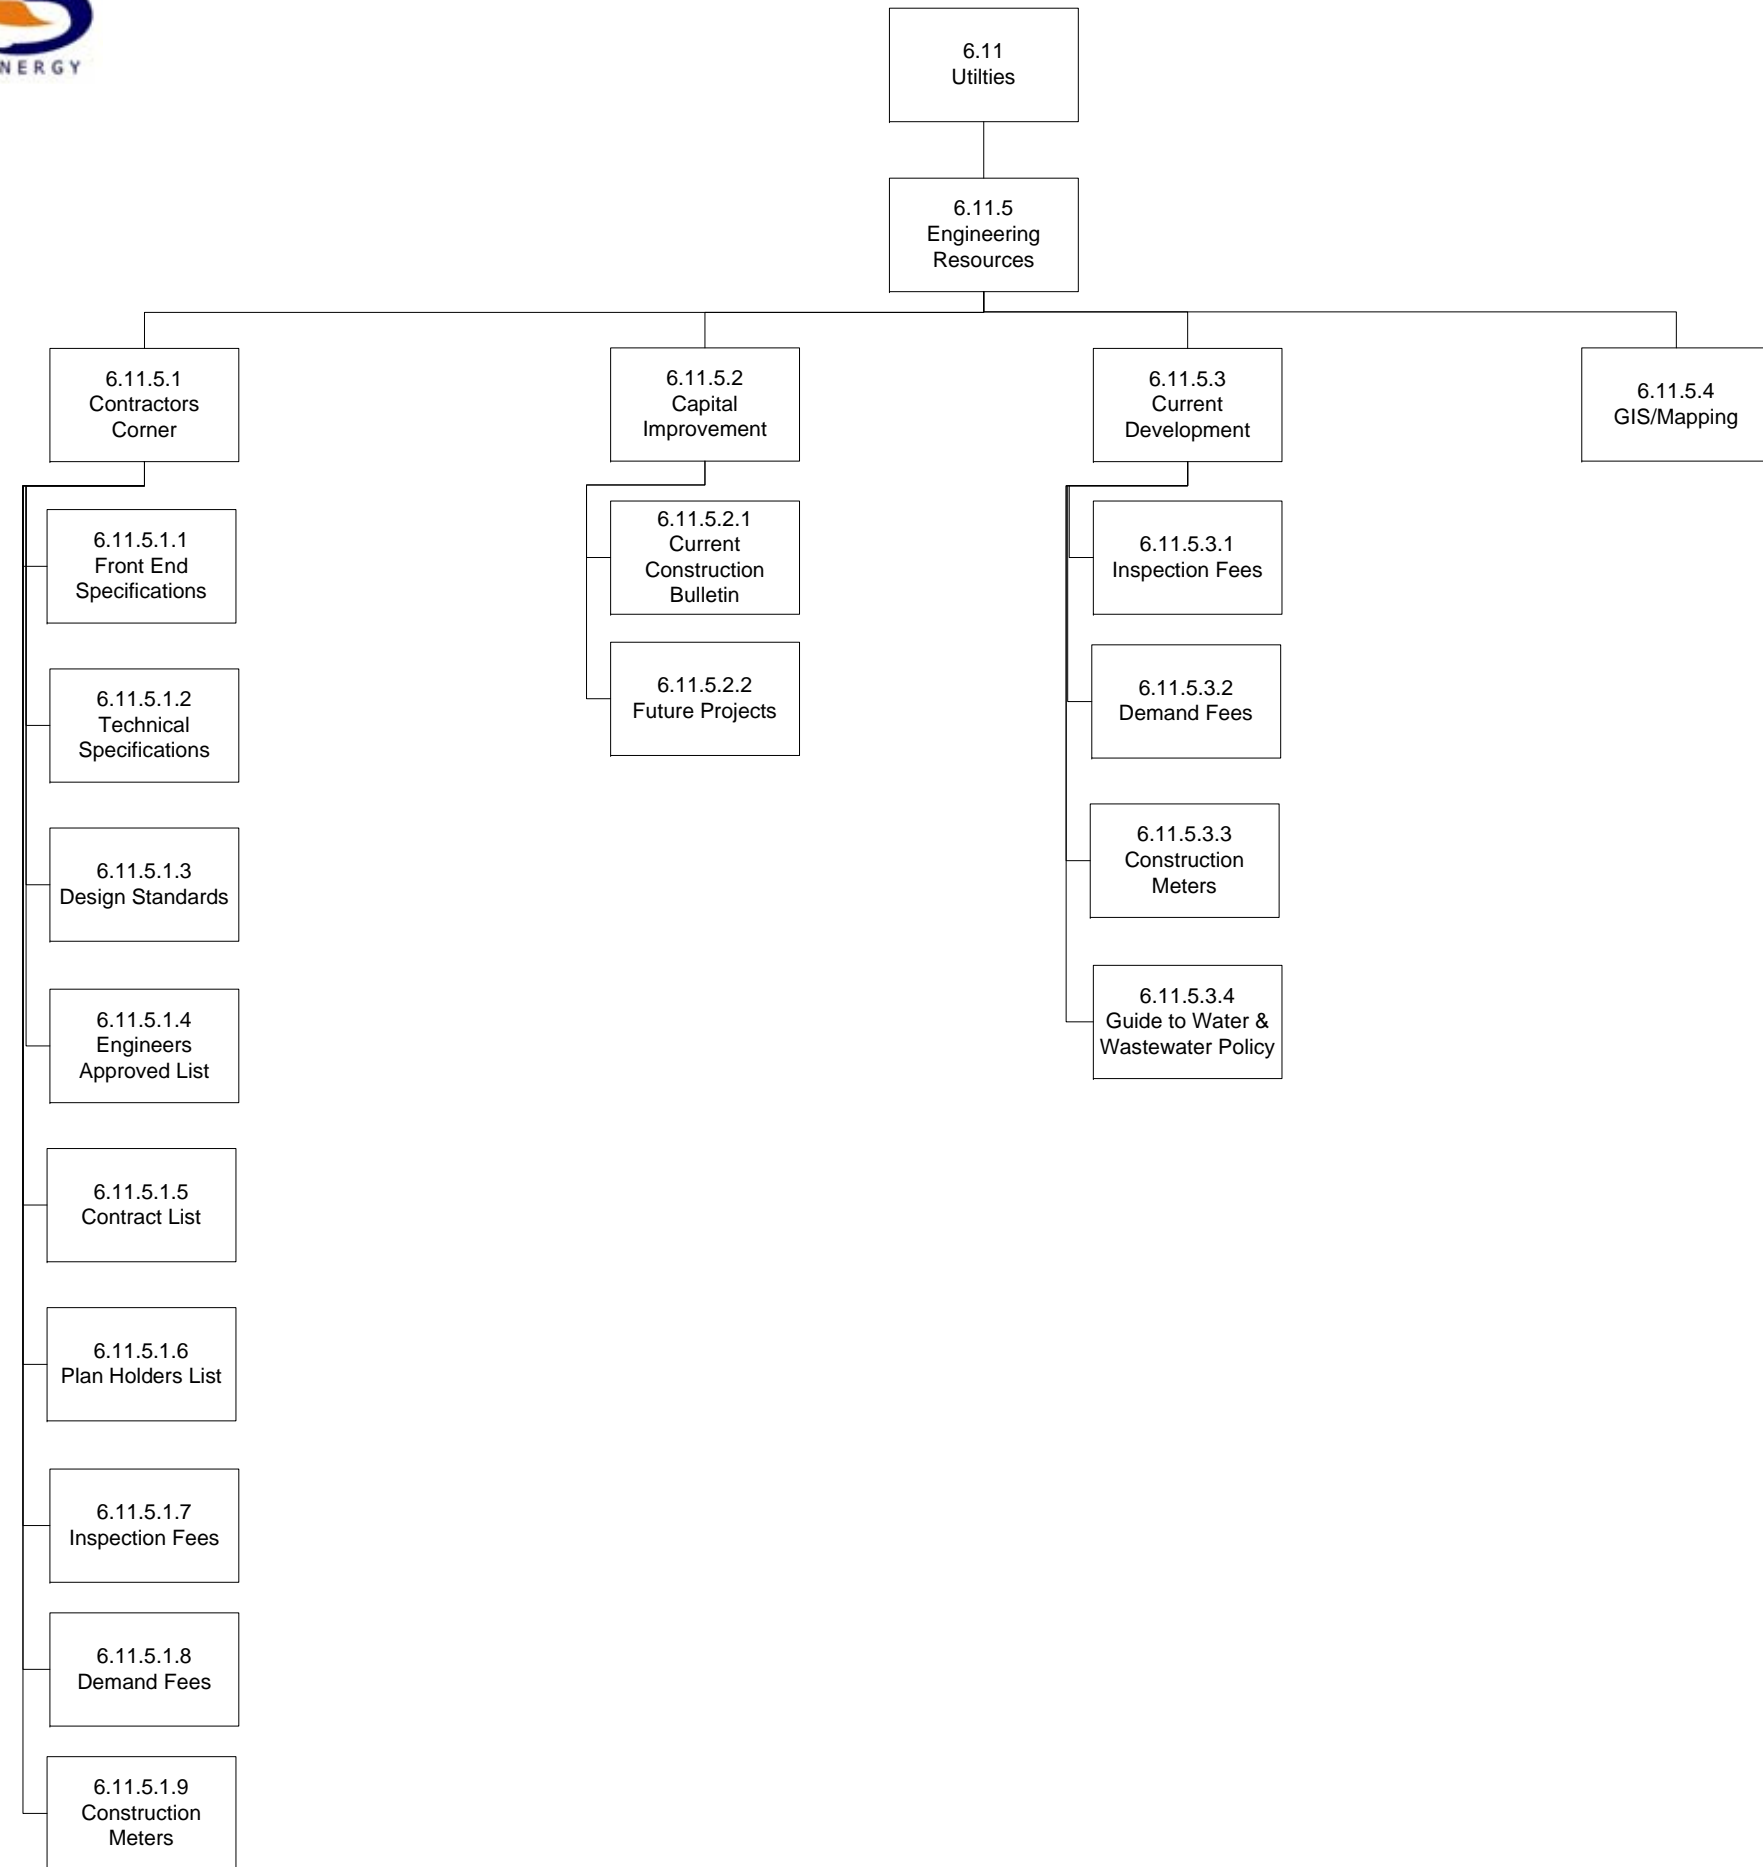 NERGY
6.11
Utilties
6.11.5
Engineering
Resources
6.11.5.1
Contractors
Corner
6.11.5.2
Capital
Improvement
6.11.5.3
Current
Development
6.11.5.4
GIS/Mapping
6.11.5.1.1
Front End
Specifications
6.11.5.1.2
Technical
Specifications
6.11.5.1.3
Design Standards
6.11.5.1.4
Engineers
Approved List
6.11.5.1.5
Contract List
6.11.5.1.6
Plan Holders List
6.11.5.1.7
Inspection Fees
6.11.5.1.8
Demand Fees
6.11.5.1.9
Construction
Meters
6.11.5.2.1
Current
Construction
Bulletin
6.11.5.2.2
Future Projects
6.11.5.3.1
Inspection Fees
6.11.5.3.2
Demand Fees
6.11.5.3.3
Construction
Meters
6.11.5.3.4
Guide to Water &
Wastewater Policy